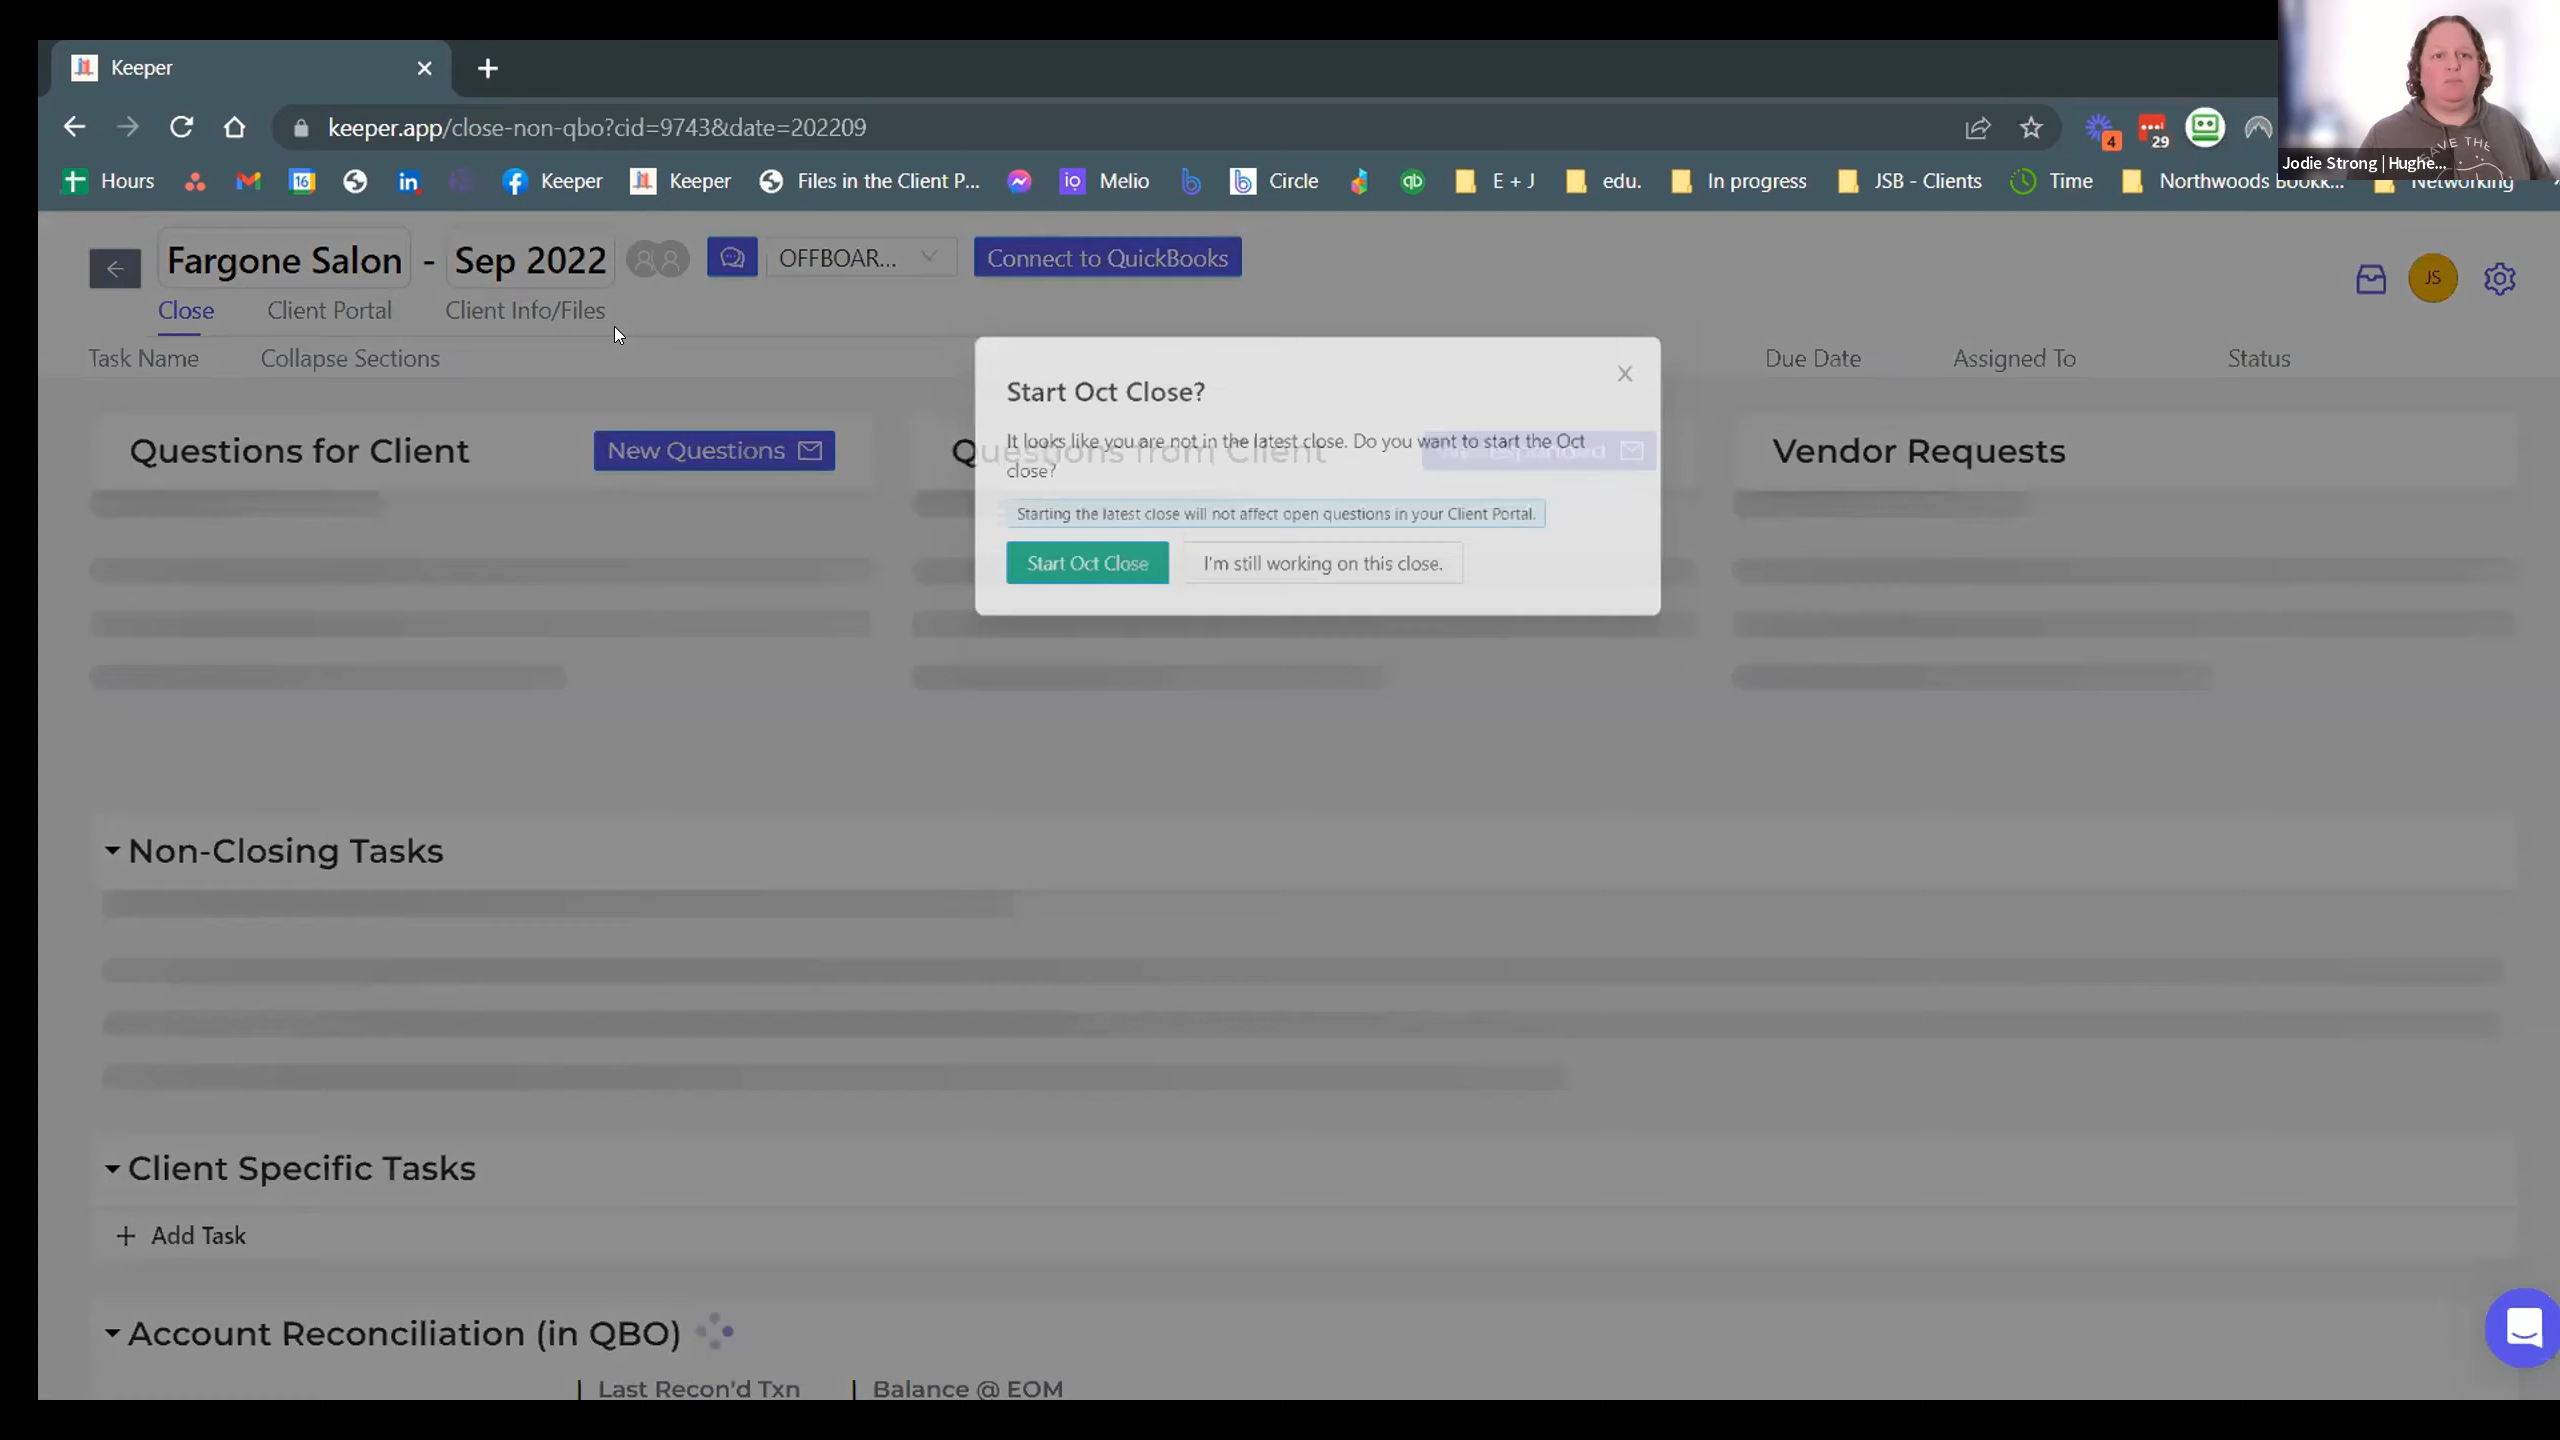 Keeper
keeper.app/close-non-qbo?cid=9743&date=202209
4
29
Jodie Strong | Hughe...
Hours
16
Keeper
Keeper
Files in the Client P...
Melio
Circle
E + J
edu.
In progress
JSB - Clients
Time
Northwoods Bookk...
Networking
Fargone Salon - Sep 2022
OFFBOAR...
Connect to QuickBooks
JS
Close
Client Portal
Client Info/Files
Task Name
Collapse Sections
Due Date
Assigned To
Status
Start Oct Close?
It looks like you are not in the latest close. Do you want to start the Oct
close?
Starting the latest close will not affect open questions in your Client Portal.
Start Oct Close
I'm still working on this close.
Questions for Client
New Questions
Questions from Client
Vendor Requests
Non-Closing Tasks
Client Specific Tasks
+ Add Task
Account Reconciliation (in QBO)
Last Recon'd Txn
Balance @ EOM